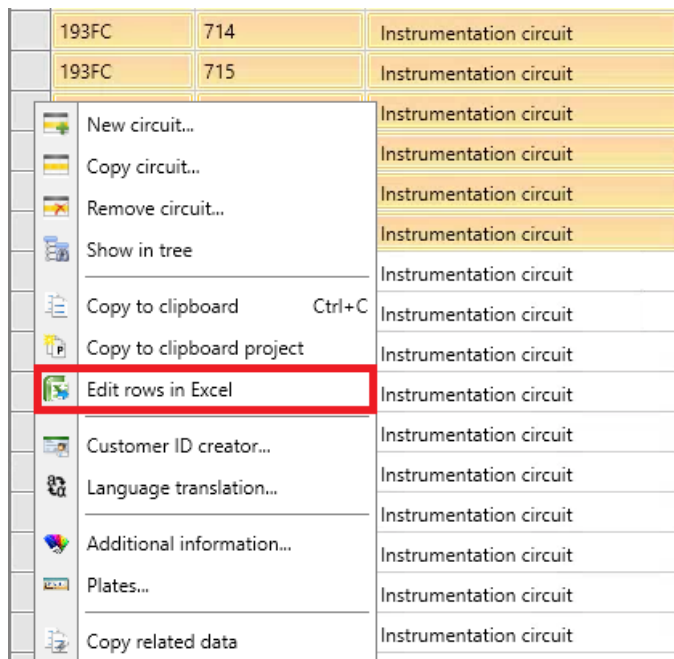 193FC 714 Instrumentation circuit
193FC 715 Instrumentation circuit
Instrumentation circuit
New circuit...
Instrumentation circuit
Copy circuit...
Instrumentation circuit
Remove circuit...
Instrumentation circuit
Show in tree
Instrumentation circuit
Copy to clipboard Ctrl+C Instrumentation circuit
Copy to clipboard project Instrumentation circuit
Edit rows in Excel Instrumentation circuit
Instrumentation circuit
Customer ID creator...
Instrumentation circuit
Language translation...
Instrumentation circuit
Additional information... Instrumentation circuit
Plates... Instrumentation circuit
Copy related data Instrumentation circuit